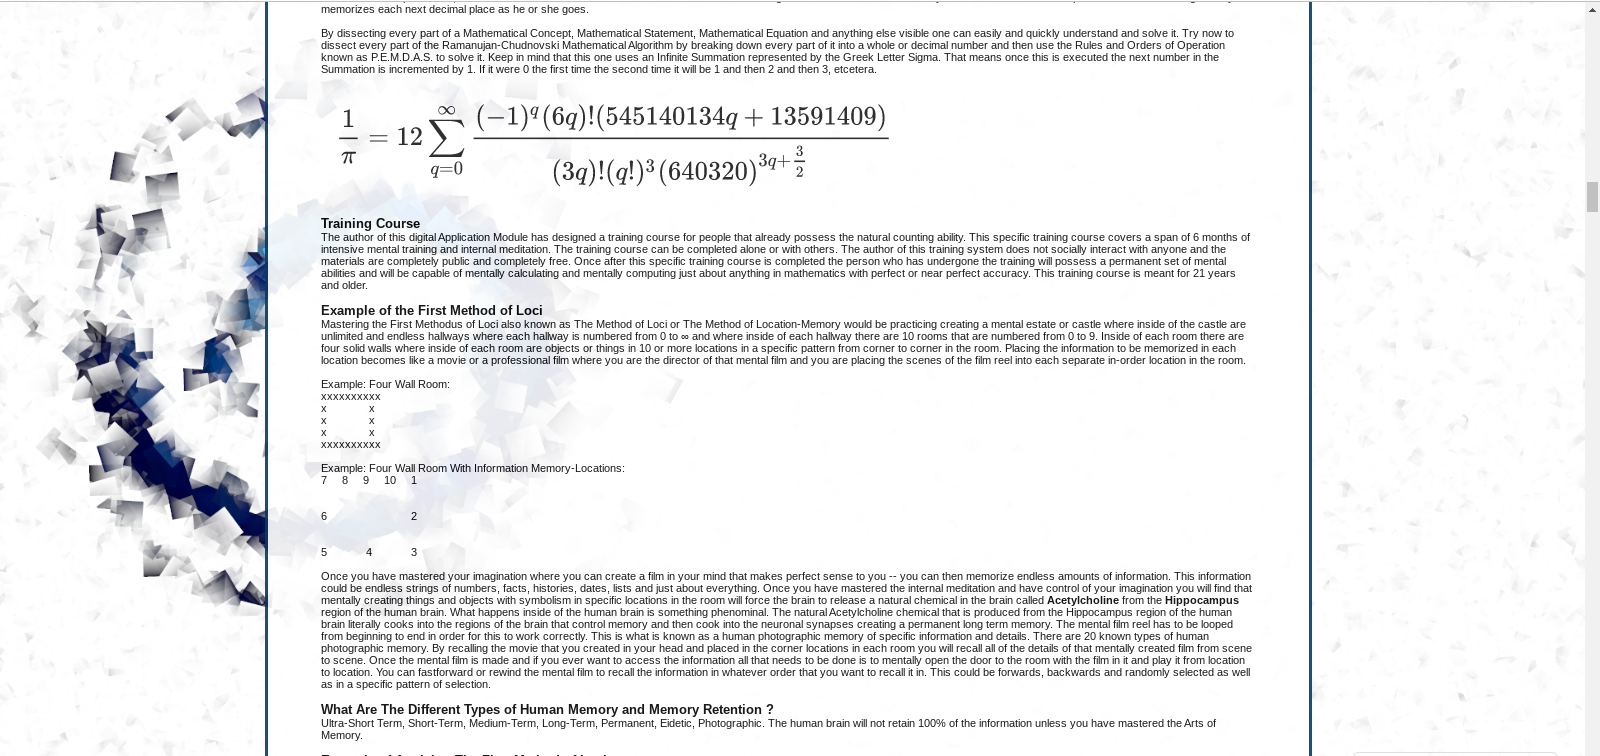 memorizes each next decimal place as he or she goes.
By dissecting every part of a Mathematical Concept, Mathematical Statement, Mathematical Equation and anything else visible one can easily and quickly understand and solve it. Try now to
dissect every part of the Ramanujan-Chudnovski Mathematical Algorithm by breaking down every part of it into a whole or decimal number and then use the Rules and Orders of Operation
known as P.E.M.D.A.S. to solve it. Keep in mind that this one uses an Infinite Summation represented by the Greek Letter Sigma. That means once this is executed the next number in the
Summation is incremented by 1. If it were 0 the first time the second time it will be 1 and then 2 and then 3, etcetera.
1/π = 12 ∑_{q=0}^{∞} (−1)^q (6q)!(545140134q + 13591409) / (3q)!(q!)^3 (640320)^{3q+3/2}
Training Course
The author of this digital Application Module has designed a training course for people that already possess the natural counting ability. This specific training course covers a span of 6 months of
intensive mental training and internal meditation. The training course can be completed alone or with others. The author of this training system does not socially interact with anyone and the
materials are completely public and completely free. Once after this specific training course is completed the person who has undergone the training will possess a permanent set of mental
abilities and will be capable of mentally calculating and mentally computing just about anything in mathematics with perfect or near perfect accuracy. This training course is meant for 21 years
and older.
Example of the First Method of Loci
Mastering the First Methodus of Loci also known as The Method of Loci or The Method of Location-Memory would be practicing creating a mental estate or castle where inside of the castle are
unlimited and endless hallways where each hallway is numbered from 0 to ∞ and where inside of each hallway there are 10 rooms that are numbered from 0 to 9. Inside of each room there are
four solid walls where inside of each room are objects or things in 10 or more locations in a specific pattern from corner to corner in the room. Placing the information to be memorized in each
location becomes like a movie or a professional film where you are the director of that mental film and you are placing the scenes of the film reel into each separate in-order location in the room.
Example: Four Wall Room:
xxxxxxxxxx
x x
x x
x x
xxxxxxxxxx
Example: Four Wall Room With Information Memory-Locations:
7 8 9 10 1
6 2
5 4 3
Once you have mastered your imagination where you can create a film in your mind that makes perfect sense to you -- you can then memorize endless amounts of information. This information
could be endless strings of numbers, facts, histories, dates, lists and just about everything. Once you have mastered the internal meditation and have control of your imagination you will find that
mentally creating things and objects with symbolism in specific locations in the room will force the brain to release a natural chemical in the brain called Acetylcholine from the Hippocampus
region of the human brain. What happens inside of the human brain is something phenominal. The natural Acetylcholine chemical that is produced from the Hippocampus region of the human
brain literally cooks into the regions of the brain that control memory and then cook into the neuronal synapses creating a permanent long term memory. The mental film reel has to be looped
from beginning to end in order for this to work correctly. This is what is known as a human photographic memory of specific information and details. There are 20 known types of human
photographic memory. By recalling the movie that you created in your head and placed in the corner locations in each room you will recall all of the details of that mentally created film from scene
to scene. Once the mental film is made and if you ever want to access the information all that needs to be done is to mentally open the door to the room with the film in it and play it from location
to location. You can fastforward or rewind the mental film to recall the information in whatever order that you want to recall it in. This could be forwards, backwards and randomly selected as well
as in a specific pattern of selection.
What Are The Different Types of Human Memory and Memory Retention ?
Ultra-Short Term, Short-Term, Medium-Term, Long-Term, Permanent, Eidetic, Photographic. The human brain will not retain 100% of the information unless you have mastered the Arts of
Memory.